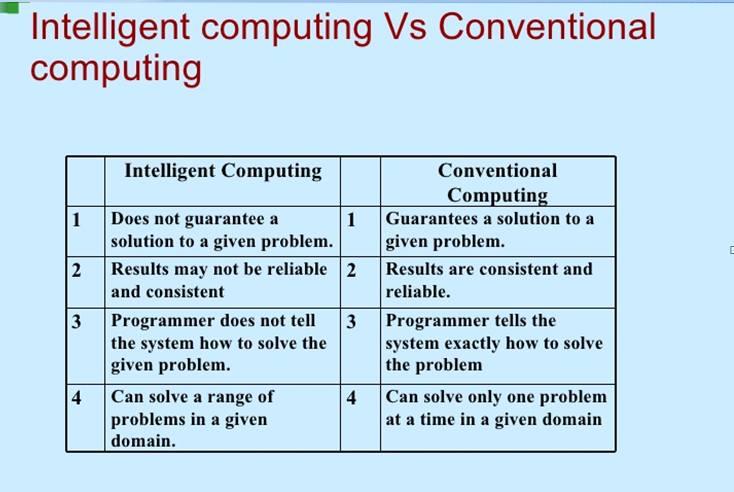 Intelligent computing Vs Conventional
computing
Intelligent Computing
Conventional
Computing
1
Does not guarantee a
solution to a given problem.
1
Guarantees a solution to a
given problem.
2
Results may not be reliable
and consistent
2
Results are consistent and
reliable.
3
Programmer does not tell
the system how to solve the
given problem.
3
Programmer tells the
system exactly how to solve
the problem
4
Can solve a range of
problems in a given
domain.
4
Can solve only one problem
at a time in a given domain